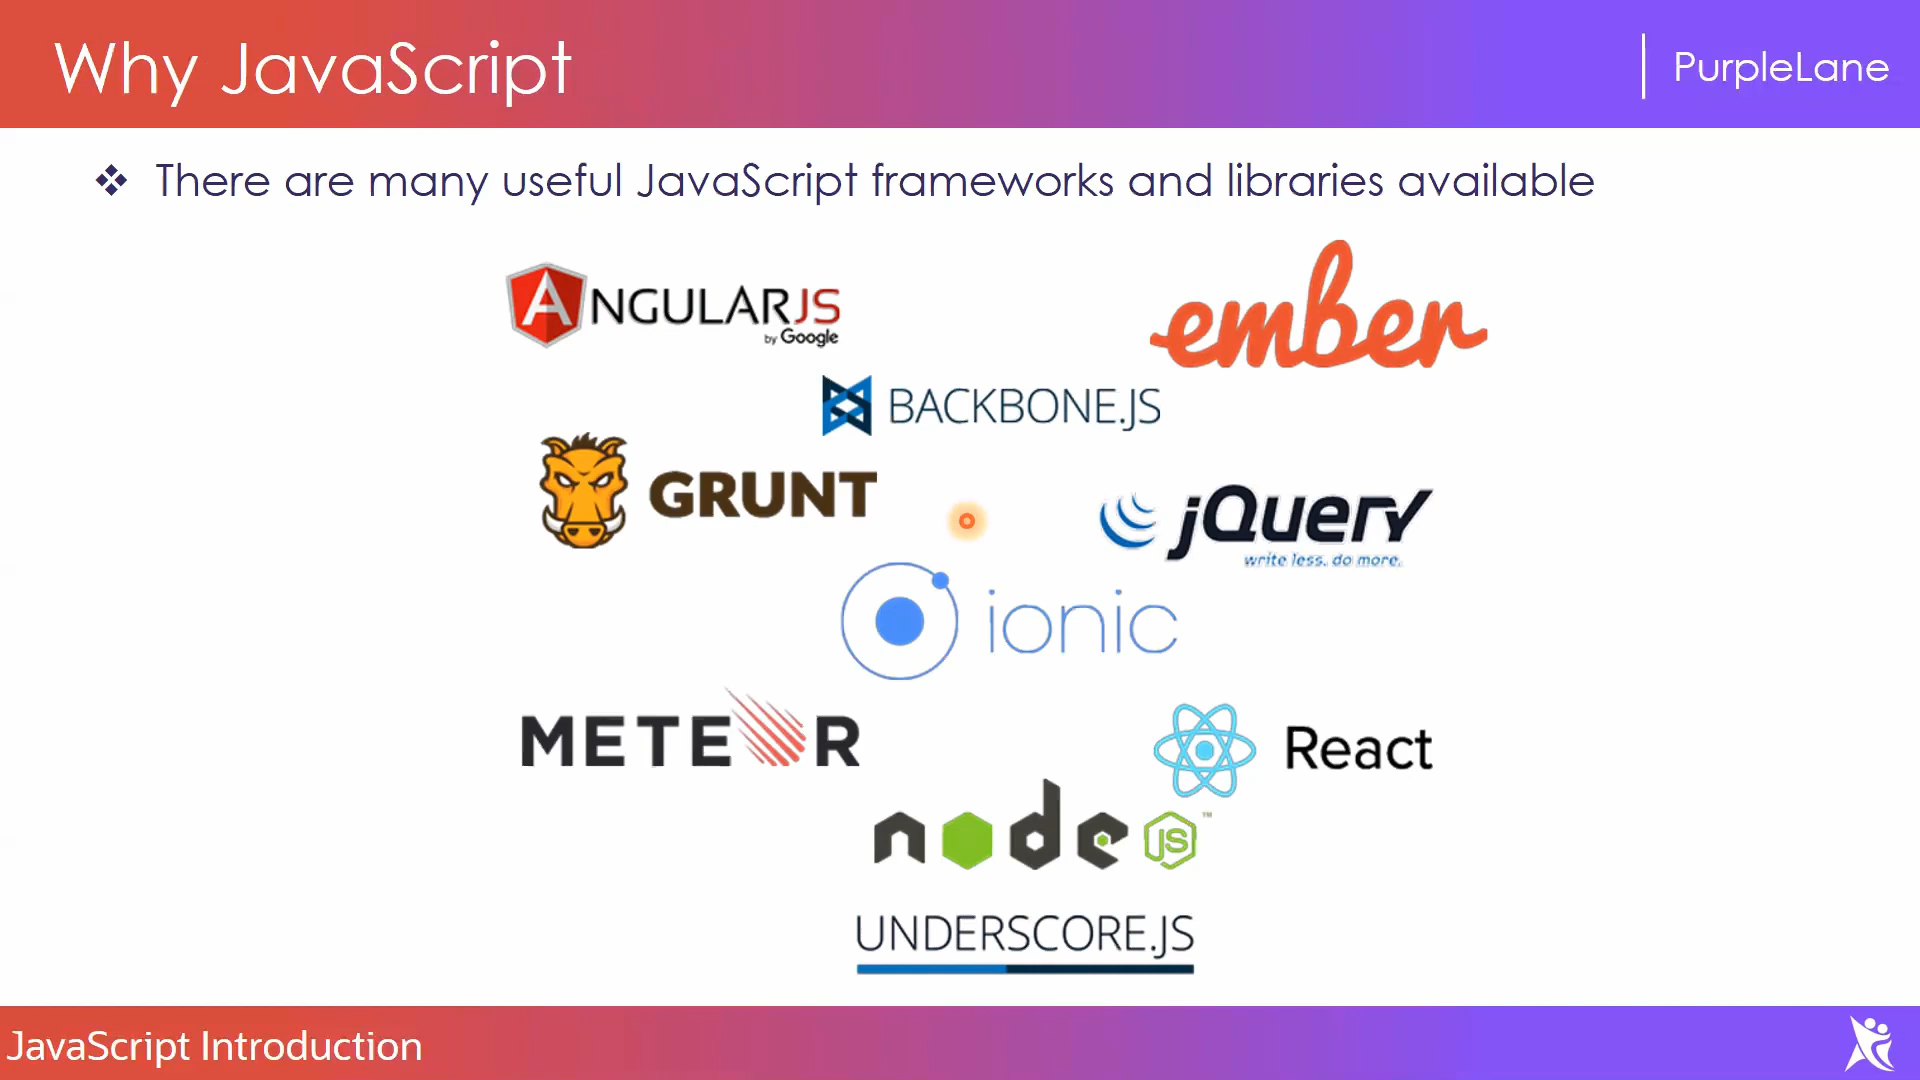 Why JavaScript
PurpleLane
There are many useful JavaScript frameworks and libraries available
ANGULARJS
by Google
ember
BACKBONE.JS
GRUNT
jQuery
write less. do more.
ionic
METEOR
React
node JS ™
UNDERSCORE.JS
JavaScript Introduction